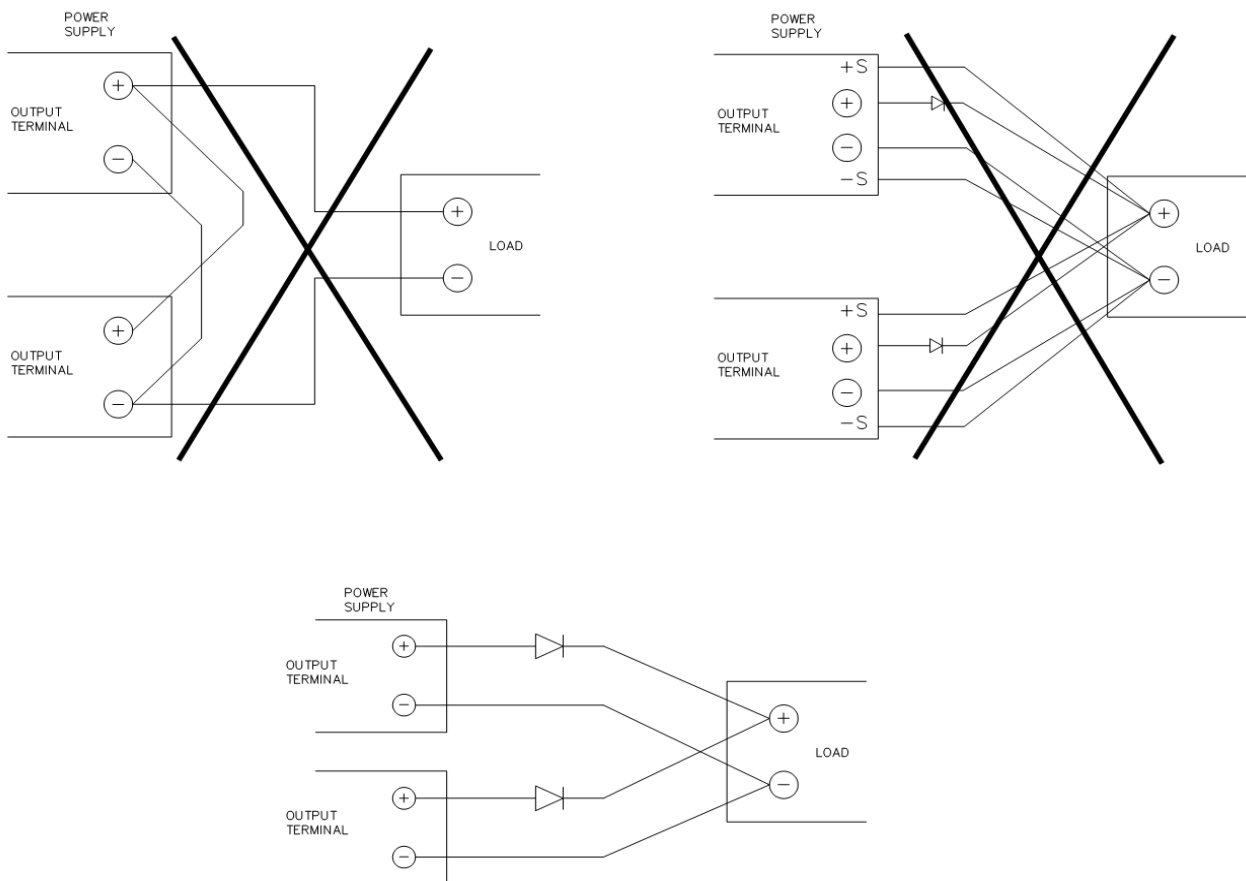 POWER
SUPPLY
+
OUTPUT
TERMINAL
−
+
OUTPUT
TERMINAL
−
+
LOAD
−
POWER
SUPPLY
+S
+
OUTPUT
TERMINAL
−
−S
+S
+
OUTPUT
TERMINAL
−
−S
+
LOAD
−
POWER
SUPPLY
+
OUTPUT
TERMINAL
−
+
OUTPUT
TERMINAL
−
+
LOAD
−